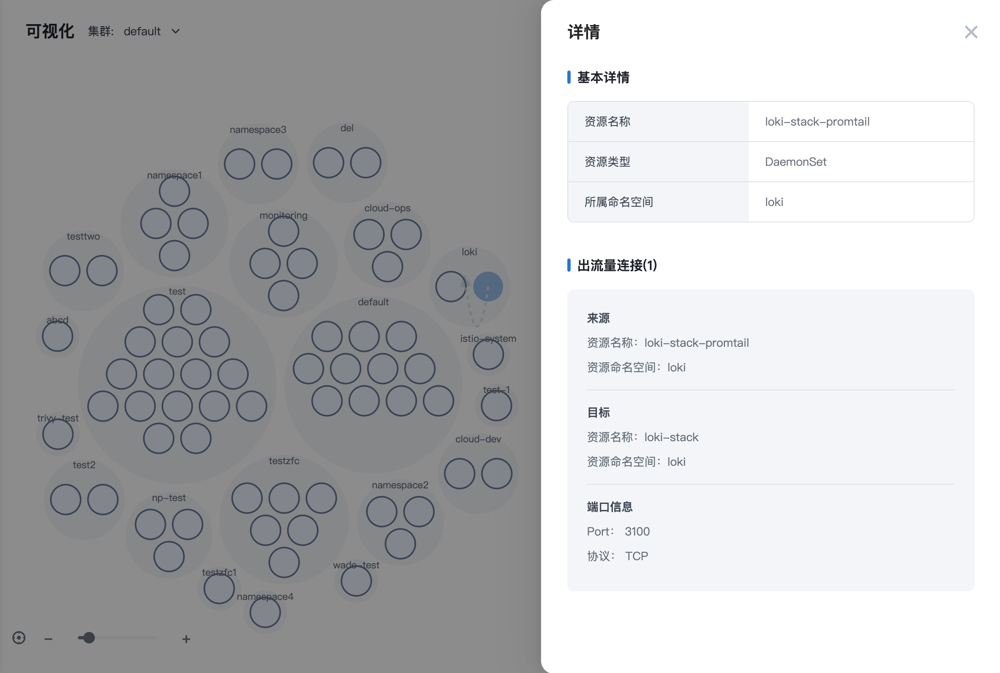 可视化
集群: default
namespace3
del
namespace1
cloud-ops
monitoring
testtwo
loki
test
default
abcd
istio-system
test-1
trivy-test
cloud-dev
testzfc
test2
namespace2
np-test
wade-test
testzfc1
namespace4
详情
基本详情
资源名称 loki-stack-promtail
资源类型 DaemonSet
所属命名空间 loki
出流量连接(1)
来源
资源名称：loki-stack-promtail
资源命名空间：loki
目标
资源名称：loki-stack
资源命名空间：loki
端口信息
Port： 3100
协议： TCP